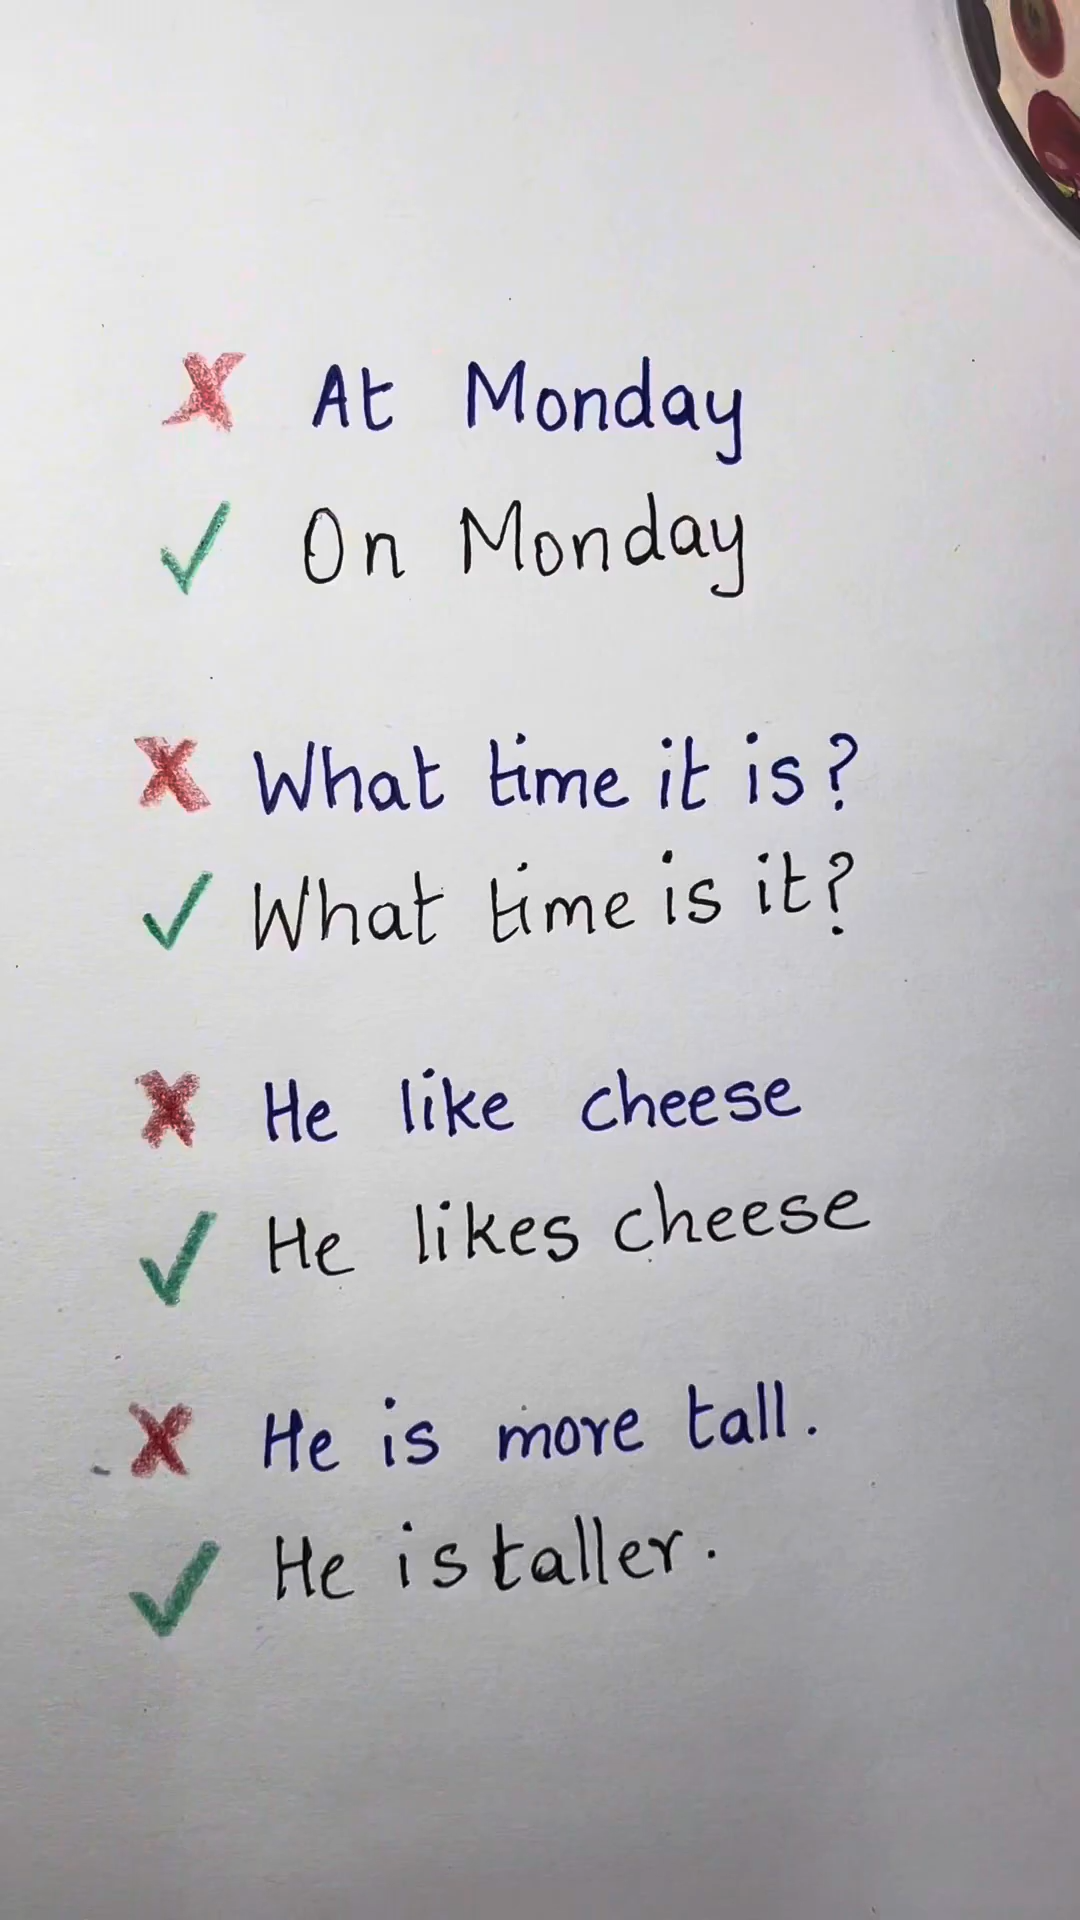 At Monday
On Monday
What time it is?
What time is it?
He like cheese
He likes cheese
He is more tall.
He is taller.